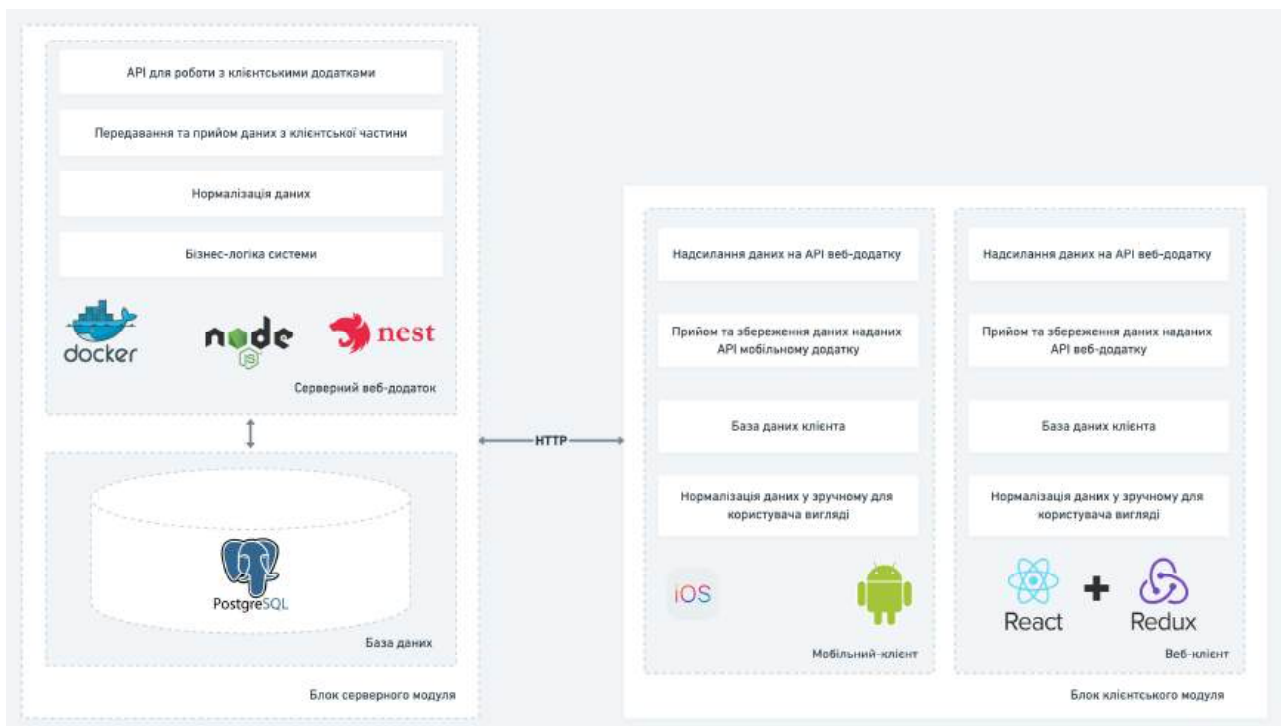 API для роботи з клієнтськими додатками
Передавання та прийом даних з клієнтської частини
Нормалізація даних
Бізнес-логіка системи
docker
node
JS
nest
Серверний веб-додаток
PostgreSQL
База даних
Блок серверного модуля
HTTP
Надсилання даних на API веб-додатку
Прийом та збереження даних наданих
API мобільному додатку
База даних клієнта
Нормалізація даних у зручному для
користувача вигляді
iOS
Мобільний-клієнт
Надсилання даних на API веб-додатку
Прийом та збереження даних наданих
API веб-додатку
База даних клієнта
Нормалізація даних у зручному для
користувача вигляді
React
Redux
Веб-клієнт
Блок клієнтського модуля